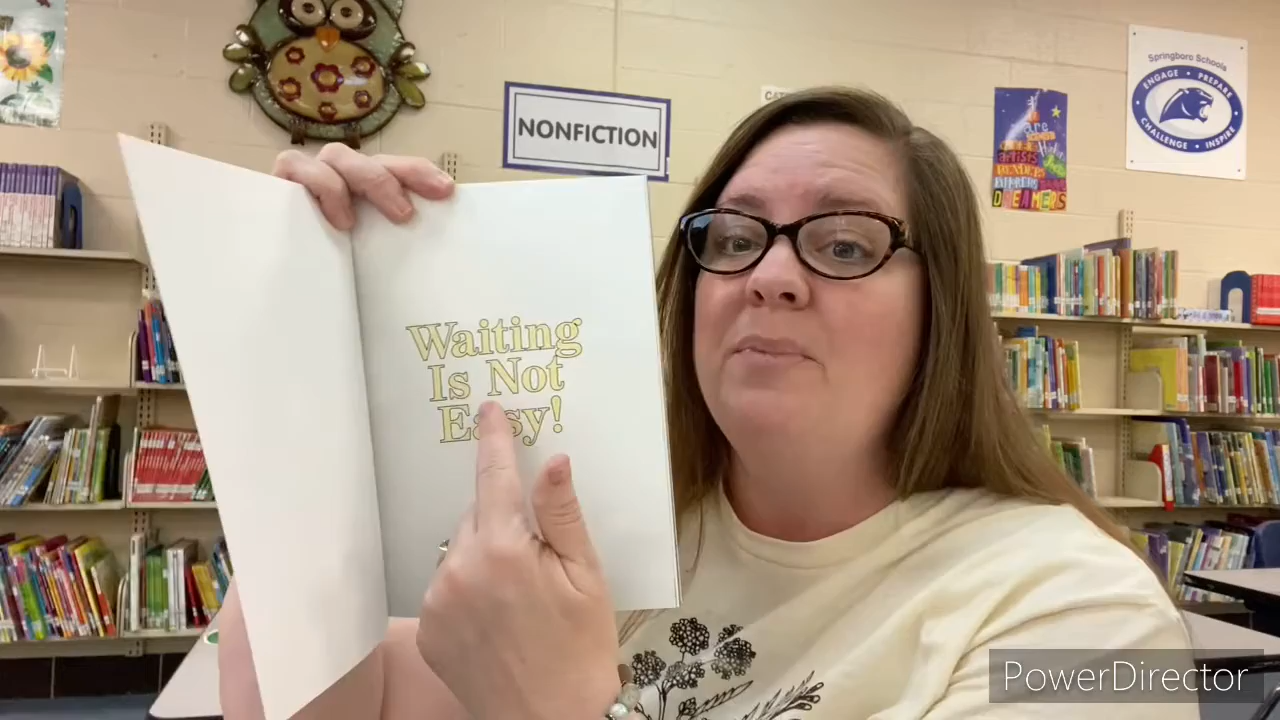 NONFICTION
Springboro Schools
ENGAGE • PREPARE
CHALLENGE • INSPIRE
DREAMERS
Waiting
Is Not
Easy!
PowerDirector